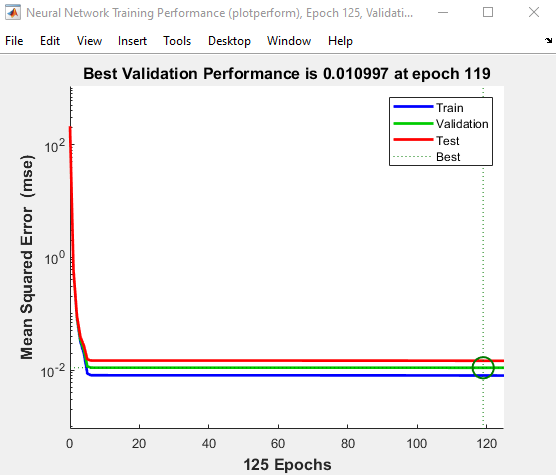 Neural Network Training Performance (plotperform), Epoch 125, Validati...
File Edit View Insert Tools Desktop Window Help
Best Validation Performance is 0.010997 at epoch 119
Train
Validation
Test
Best
Mean Squared Error (mse)
10^2
10^0
10^-2
0 20 40 60 80 100 120
125 Epochs